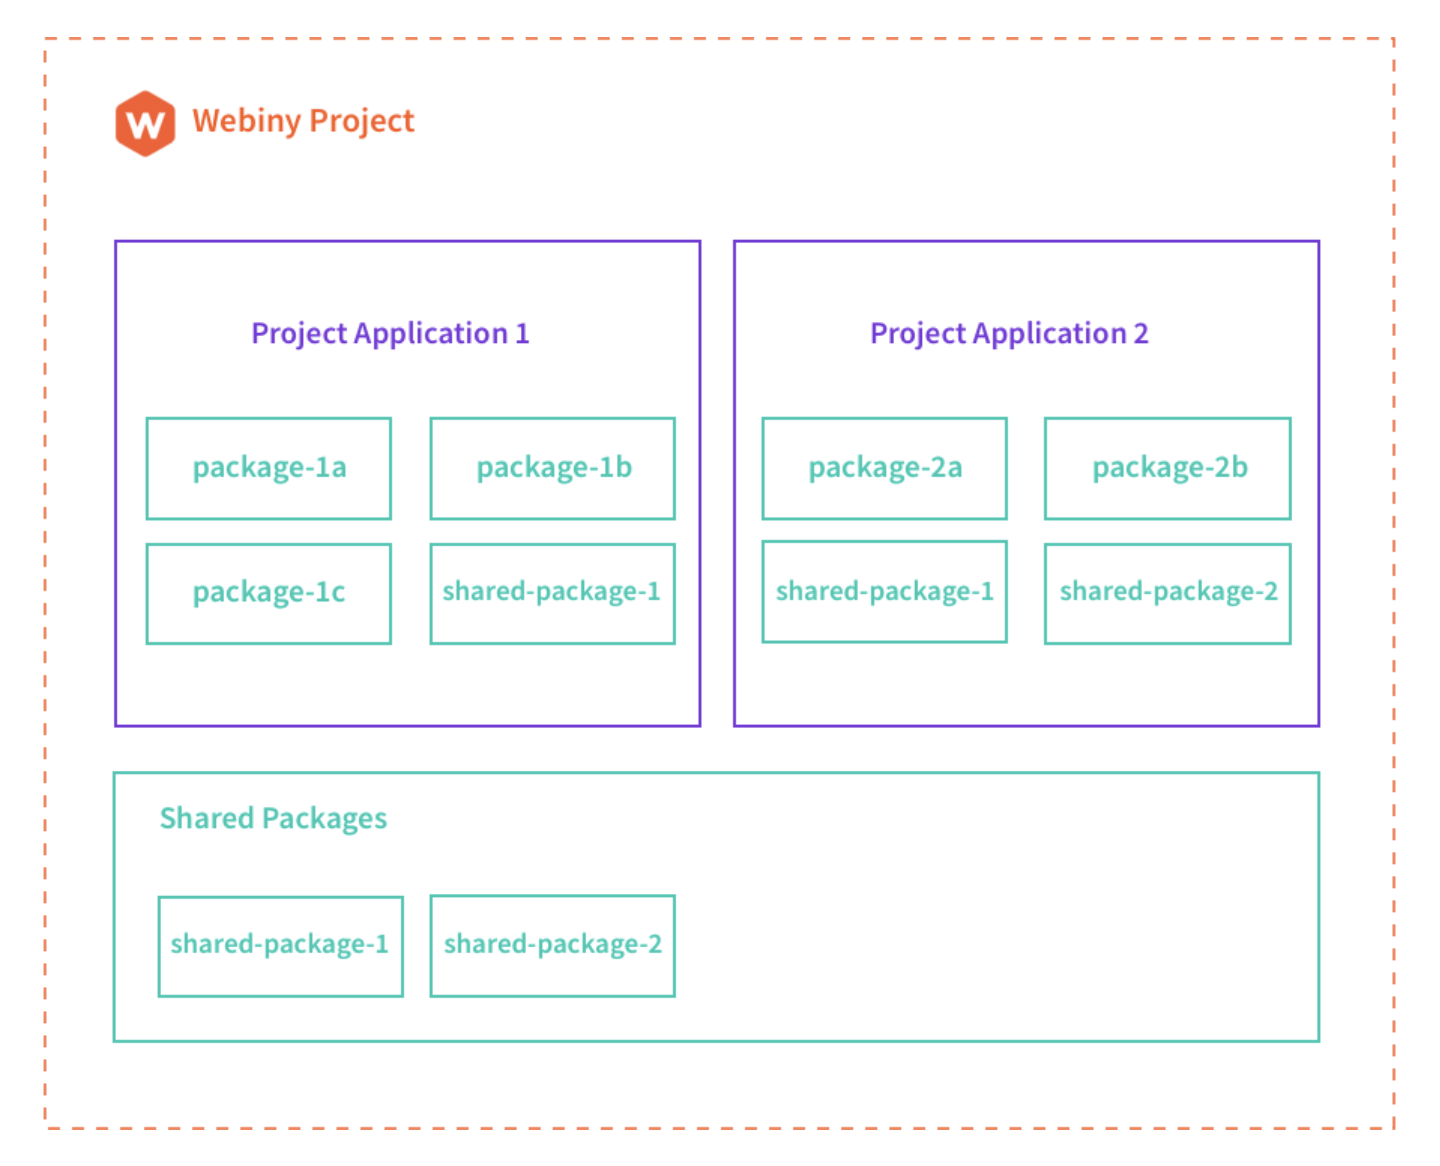 W Webiny Project
Project Application 1
package-1a
package-1b
package-1c
shared-package-1
Project Application 2
package-2a
package-2b
shared-package-1
shared-package-2
Shared Packages
shared-package-1
shared-package-2